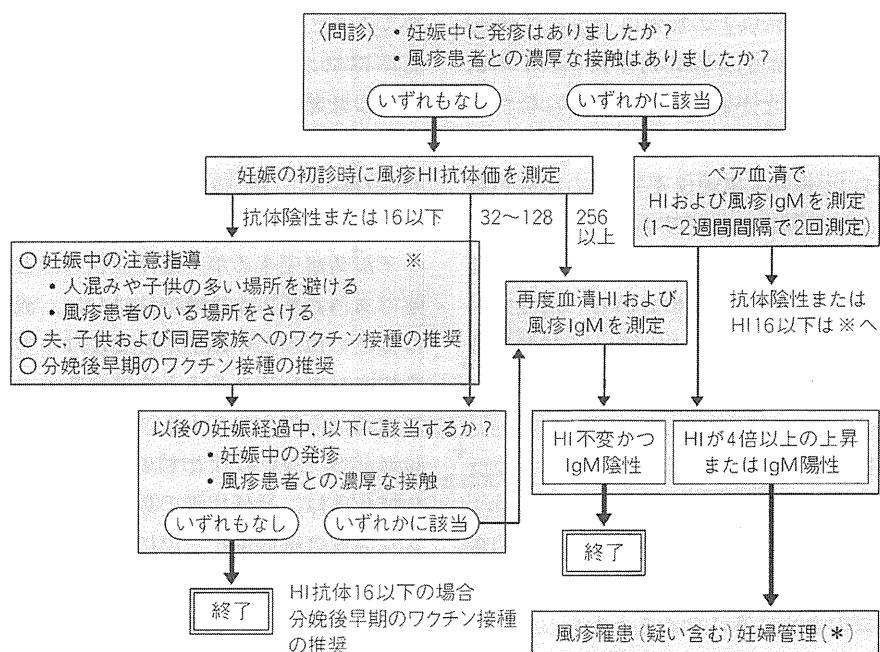 〈問診〉・妊娠中に発疹はありましたか？
・風疹患者との濃厚な接触はありましたか？
いずれもなし
いずれかに該当
妊娠の初診時に風疹HI抗体価を測定
ペア血清で
HIおよび風疹IgMを測定
(1～2週間間隔で2回測定)
抗体陰性または16以下
32～128
256
以上
○妊娠中の注意指導 ※
・人混みや子供の多い場所を避ける
・風疹患者のいる場所をさける
○夫，子供および同居家族へのワクチン接種の推奨
○分娩後早期のワクチン接種の推奨
再度血清HIおよび
風疹IgMを測定
抗体陰性または
HI16以下は※へ
以後の妊娠経過中，以下に該当するか？
・妊娠中の発疹
・風疹患者との濃厚な接触
いずれもなし
いずれかに該当
HI不変かつ
IgM陰性
HIが4倍以上の上昇
またはIgM陽性
終了
終了
HI抗体16以下の場合
分娩後早期のワクチン接種
の推奨
風疹罹患(疑い含む)妊婦管理(＊)